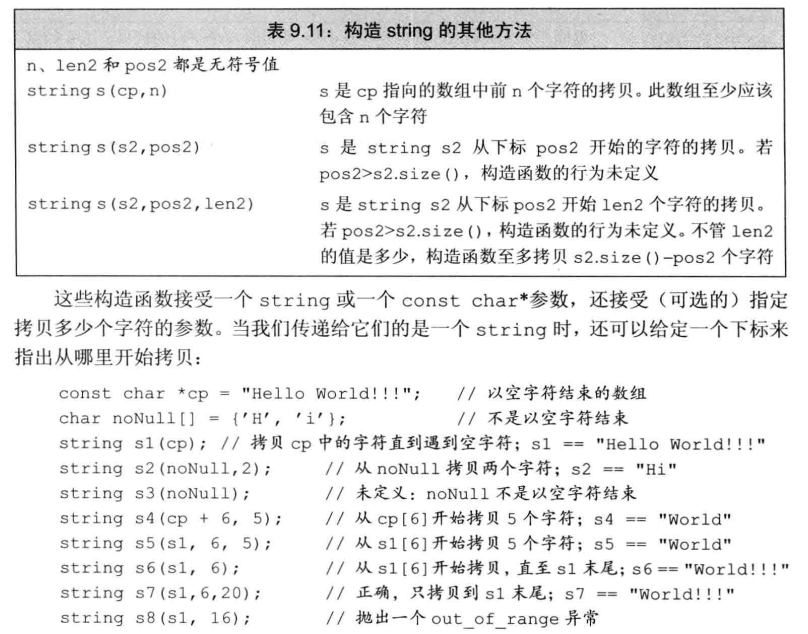 表 9.11：构造 string 的其他方法
n、len2 和 pos2 都是无符号值
string s(cp,n) s 是 cp 指向的数组中前 n 个字符的拷贝。此数组至少应该
包含 n 个字符
string s(s2,pos2) s 是 string s2 从下标 pos2 开始的字符的拷贝。若
pos2>s2.size()，构造函数的行为未定义
string s(s2,pos2,len2) s 是 string s2 从下标 pos2 开始 len2 个字符的拷贝。
若 pos2>s2.size()，构造函数的行为未定义。不管 len2
的值是多少，构造函数至多拷贝 s2.size()–pos2 个字符
这些构造函数接受一个 string 或一个 const char*参数，还接受（可选的）指定
拷贝多少个字符的参数。当我们传递给它们的是一个 string 时，还可以给定一个下标来
指出从哪里开始拷贝：
const char *cp = "Hello World!!!"; // 以空字符结束的数组
char noNull[] = {'H', 'i'}; // 不是以空字符结束
string s1(cp); // 拷贝 cp 中的字符直到遇到空字符；s1 == "Hello World!!!"
string s2(noNull,2); // 从 noNull 拷贝两个字符；s2 == "Hi"
string s3(noNull); // 未定义：noNull 不是以空字符结束
string s4(cp + 6, 5); // 从 cp[6]开始拷贝 5 个字符；s4 == "World"
string s5(s1, 6, 5); // 从 s1[6]开始拷贝 5 个字符；s5 == "World"
string s6(s1, 6); // 从 s1[6]开始拷贝，直至 s1 末尾；s6 == "World!!!"
string s7(s1,6,20); // 正确，只拷贝到 s1 末尾；s7 == "World!!!"
string s8(s1, 16); // 抛出一个 out_of_range 异常